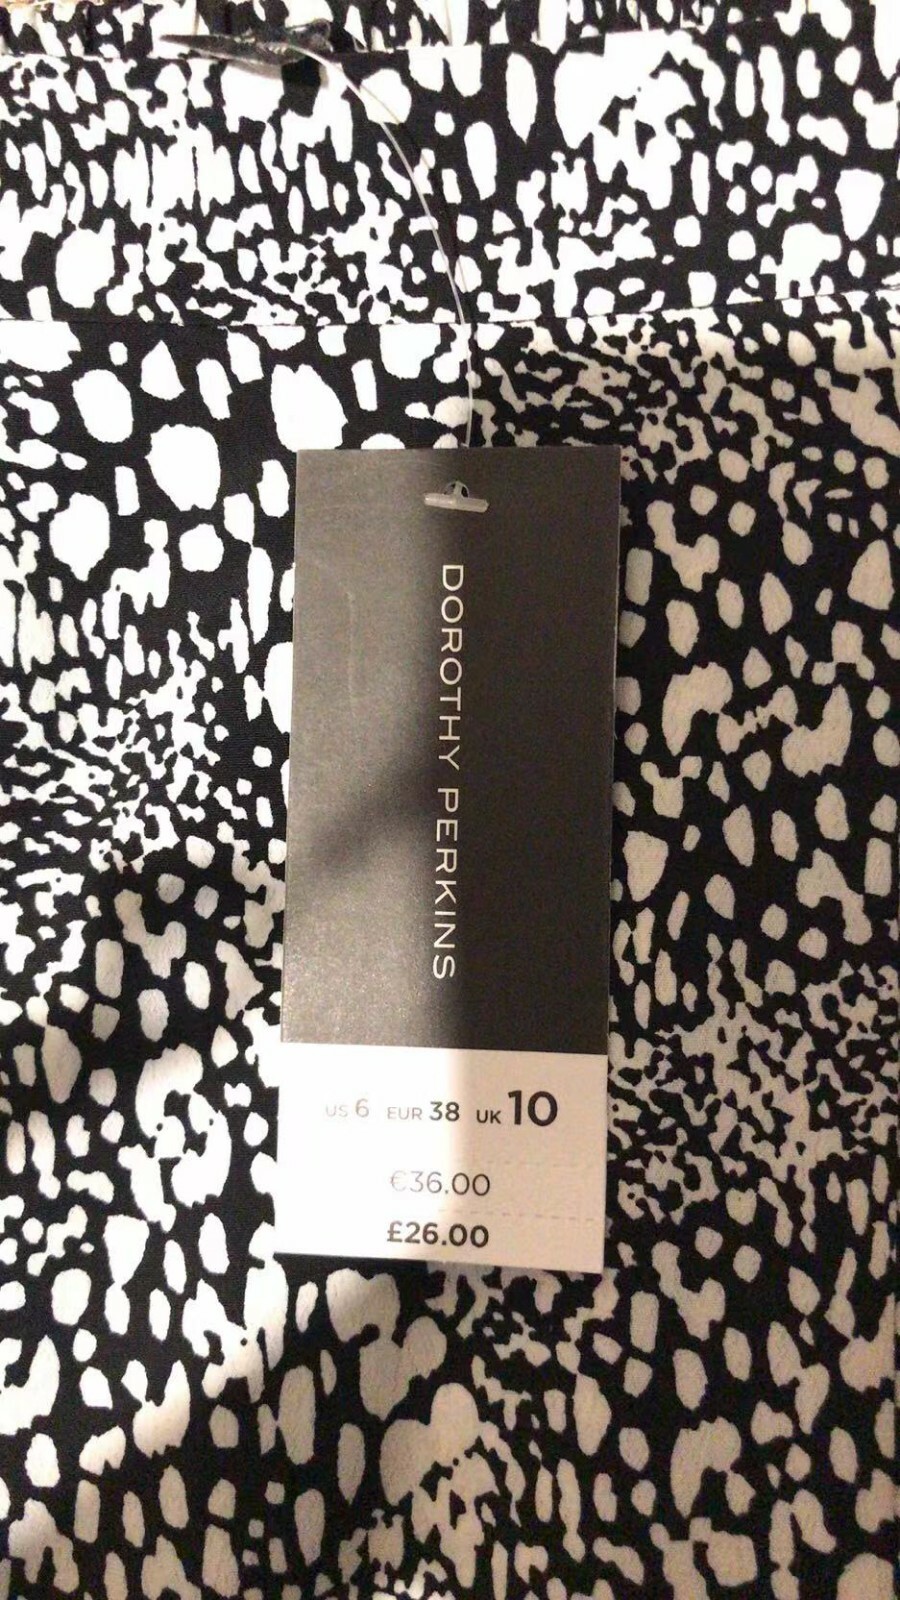 DOROTHY PERKINS
US 6 EUR 38 UK 10
€36.00
£26.00